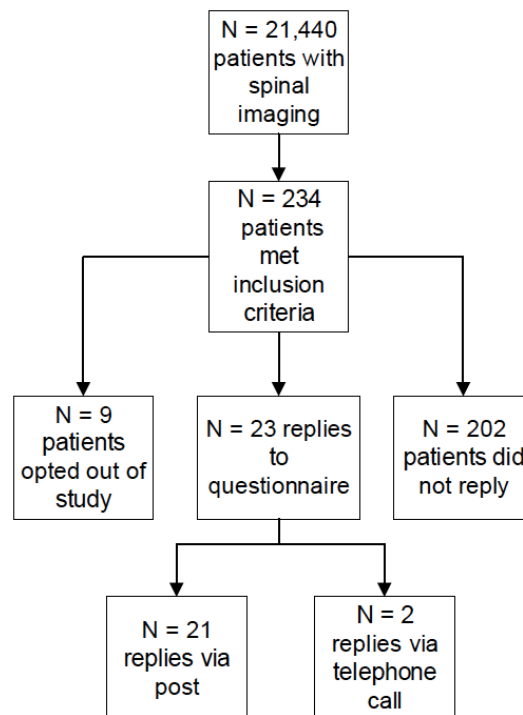 N = 21,440
patients with
spinal
imaging
N = 234
patients
met
inclusion
criteria
N = 9
patients
opted out of
study
N = 23 replies
to
questionnaire
N = 202
patients did
not reply
N = 21
replies via
post
N = 2
replies via
telephone
call